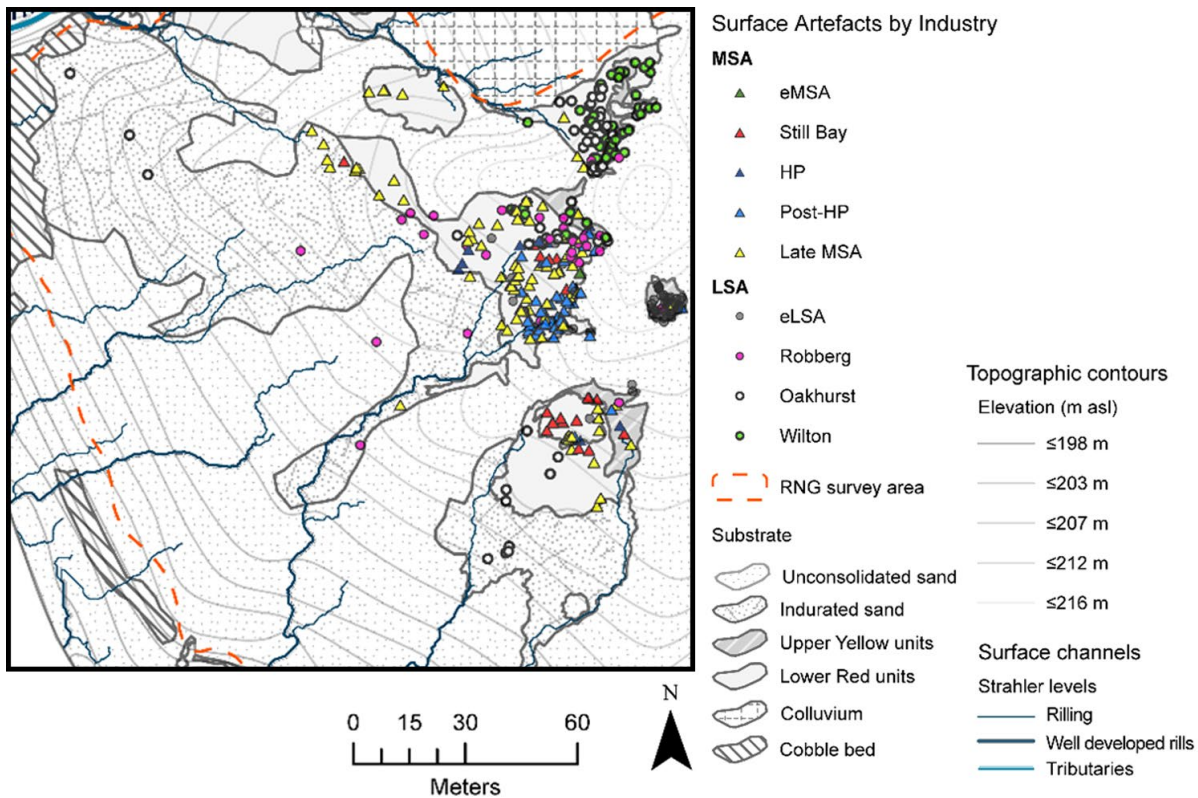 Surface Artefacts by Industry
MSA
eMSA
Still Bay
HP
Post-HP
Late MSA
LSA
eLSA
Robberg
Oakhurst
Wilton
RNG survey area
Substrate
Unconsolidated sand
Indurated sand
Upper Yellow units
Lower Red units
Colluvium
Cobble bed
Topographic contours
Elevation (m asl)
≤198 m
≤203 m
≤207 m
≤212 m
≤216 m
Surface channels
Strahler levels
Rilling
Well developed rills
Tributaries
0 15 30 60
Meters
N